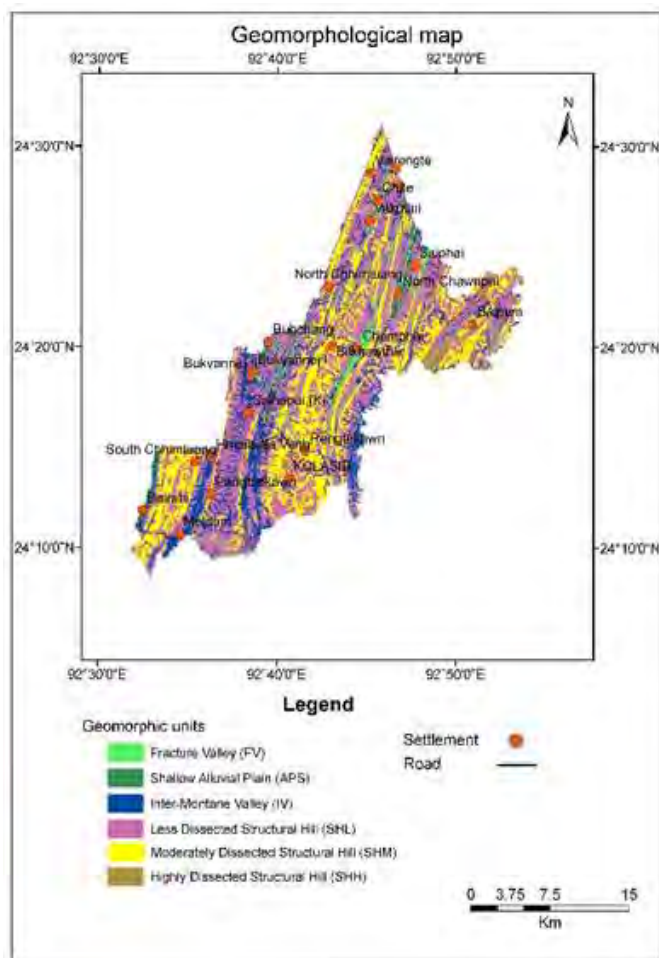 Geomorphological map
92°30'0"E 92°40'0"E 92°50'0"E
N
24°30'0"N 24°30'0"N
Chite
Saiphai
North Chhimluang
North Chawnpui
Saipum
Bukvannei
24°20'0"N 24°20'0"N
Saihapui (K)
South Chhimluang
Rengtekawn
KOLASIB
24°10'0"N 24°10'0"N
92°30'0"E 92°40'0"E 92°50'0"E
Legend
Geomorphic units
Fracture Valley (FV)
Shallow Alluvial Plain (APS)
Inter-Montane Valley (IV)
Less Dissected Structural Hill (SHL)
Moderately Dissected Structural Hill (SHM)
Highly Dissected Structural Hill (SHH)
Settlement
Road
0 3.75 7.5 15
Km